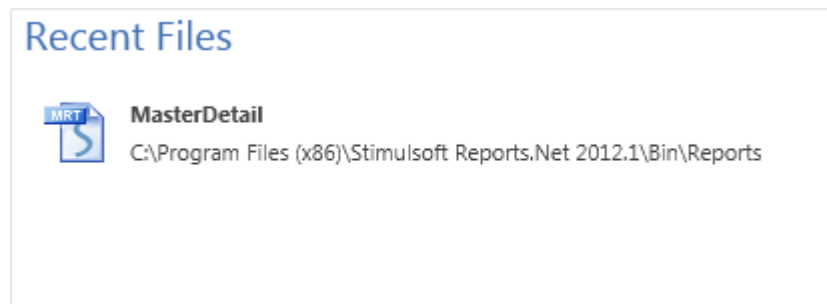 Recent Files
MRT
MasterDetail
C:\Program Files (x86)\Stimulsoft Reports.Net 2012.1\Bin\Reports